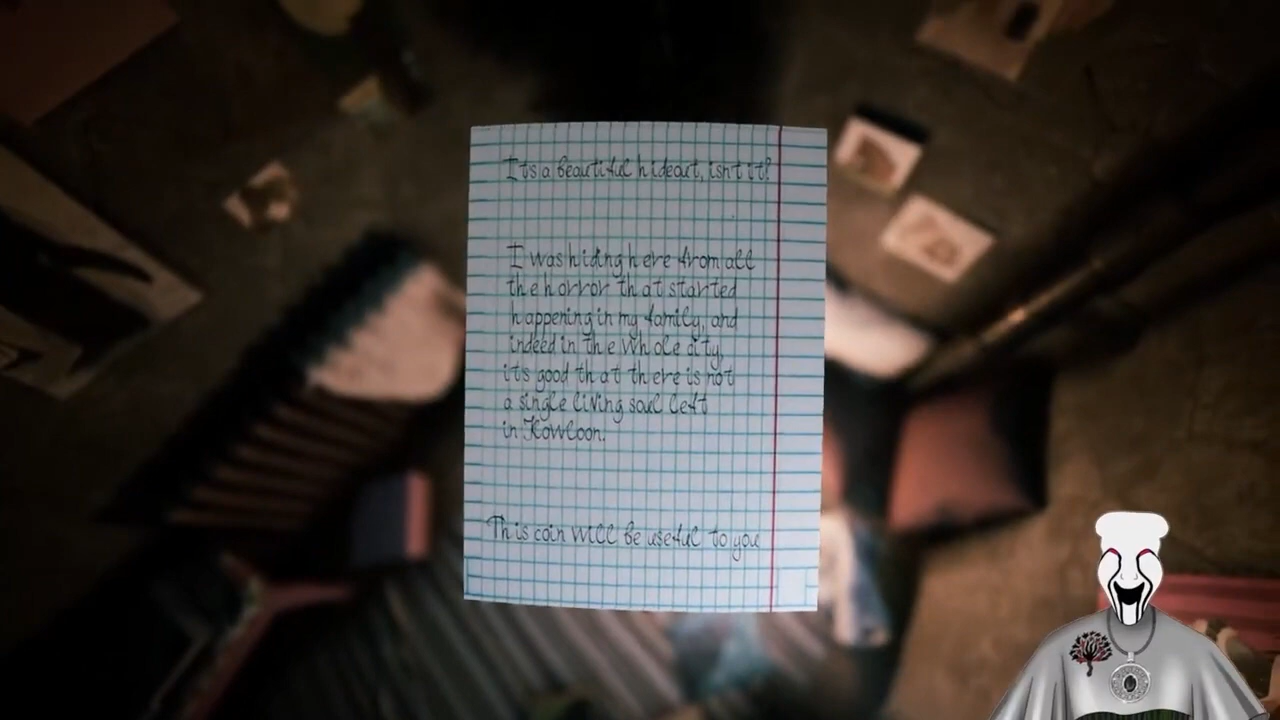 It's a beautiful hideout, isn't it?
I was hiding here from all
the horror that started
happening in my family, and
indeed in the whole city,
it's good that there is not
a single living soul left
in Kowloon.
This coin will be useful to you